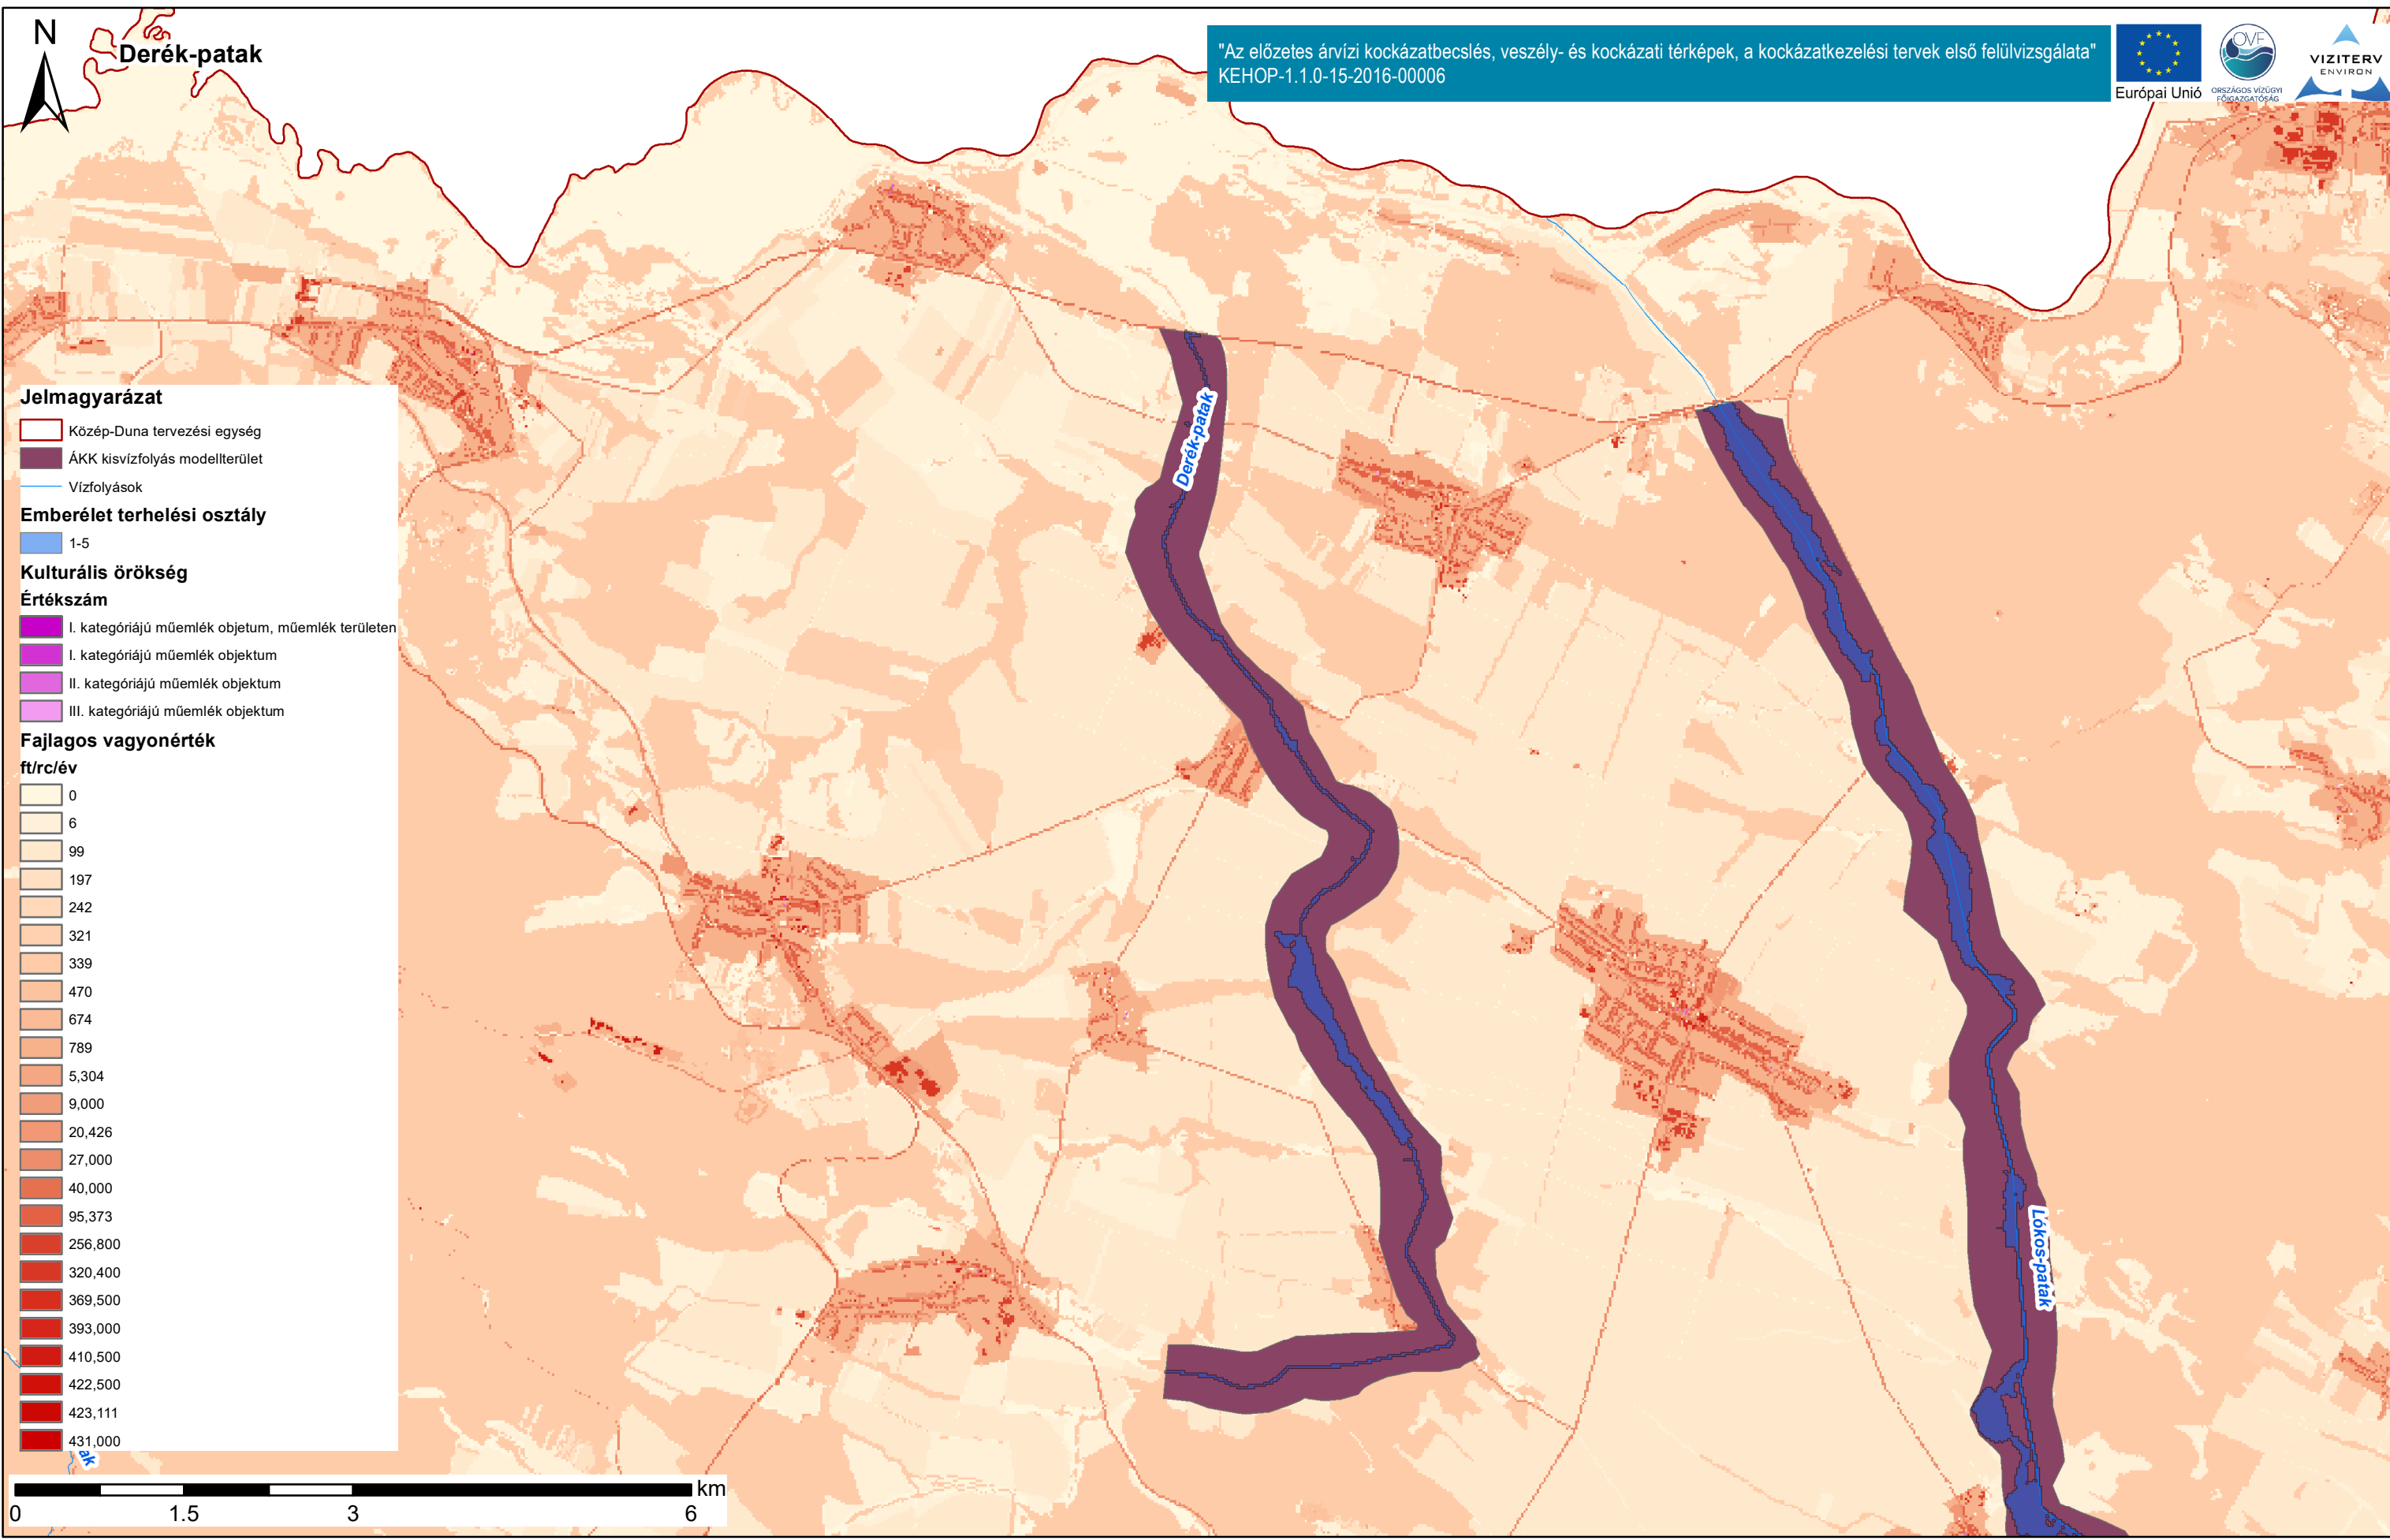 N
Derék-patak
"Az előzetes árvízi kockázatbecslés, veszély- és kockázati térképek, a kockázatkezelési tervek első felülvizsgálata"
KEHOP-1.1.0-15-2016-00006
Európai Unió
OVF
ORSZÁGOS VÍZÜGYI
FŐIGAZGATÓSÁG
VIZITERV
ENVIRON
Jelmagyarázat
Közép-Duna tervezési egység
ÁKK kisvízfolyás modellterület
Vízfolyások
Emberélet terhelési osztály
1-5
Kulturális örökség
Értékszám
I. kategóriájú műemlék objetum, műemlék területen
I. kategóriájú műemlék objektum
II. kategóriájú műemlék objektum
III. kategóriájú műemlék objektum
Fajlagos vagyonérték
ft/rc/év
0
6
99
197
242
321
339
470
674
789
5,304
9,000
20,426
27,000
40,000
95,373
256,800
320,400
369,500
393,000
410,500
422,500
423,111
431,000
ak
km
0 1.5 3 6
Derék-patak
Lókos-patak